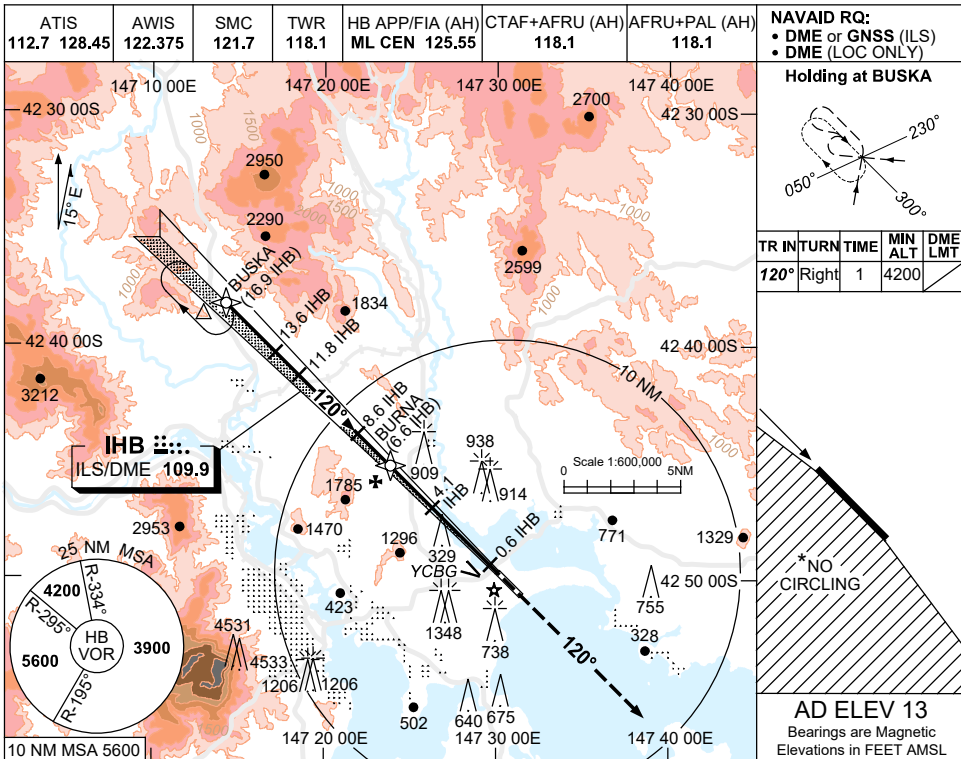 ATIS
112.7 128.45
AWIS
122.375
SMC
121.7
TWR
118.1
HB APP/FIA (AH)
ML CEN 125.55
CTAF+AFRU (AH)
118.1
AFRU+PAL (AH)
118.1
NAVAID RQ:
• DME or GNSS (ILS)
• DME (LOC ONLY)
147 10 00E
147 20 00E
147 30 00E
147 40 00E
42 30 00S
42 30 00S
15° E
1000
1500
2950
2290
2000
1500
1000
2700
1000
2599
1000
1000
BUSKA
(16.9 IHB)
1834
13.6 IHB
11.8 IHB
42 40 00S
42 40 00S
3212
120°
8.6 IHB
BURNA
(6.6 IHB)
10 NM
1000
IHB
ILS/DME 109.9
909
938
914
Scale 1:600,000
0
5NM
1785
4.1
IHB
2953
1470
1296
329
YCBG
0.6 IHB
771
1329
42 50 00S
423
1348
738
755
328
120°
25 NM MSA
R-334°
4200
R-295°
HB
VOR
3900
5600
R-195°
4531
4533
1206
1206
1500
502
640
675
10 NM MSA 5600
147 20 00E
147 30 00E
147 40 00E
Holding at BUSKA
230°
050°
300°
TR IN
TURN
TIME
MIN
ALT
DME
LMT
120°
Right
1
4200
*NO
CIRCLING
AD ELEV 13
Bearings are Magnetic
Elevations in FEET AMSL